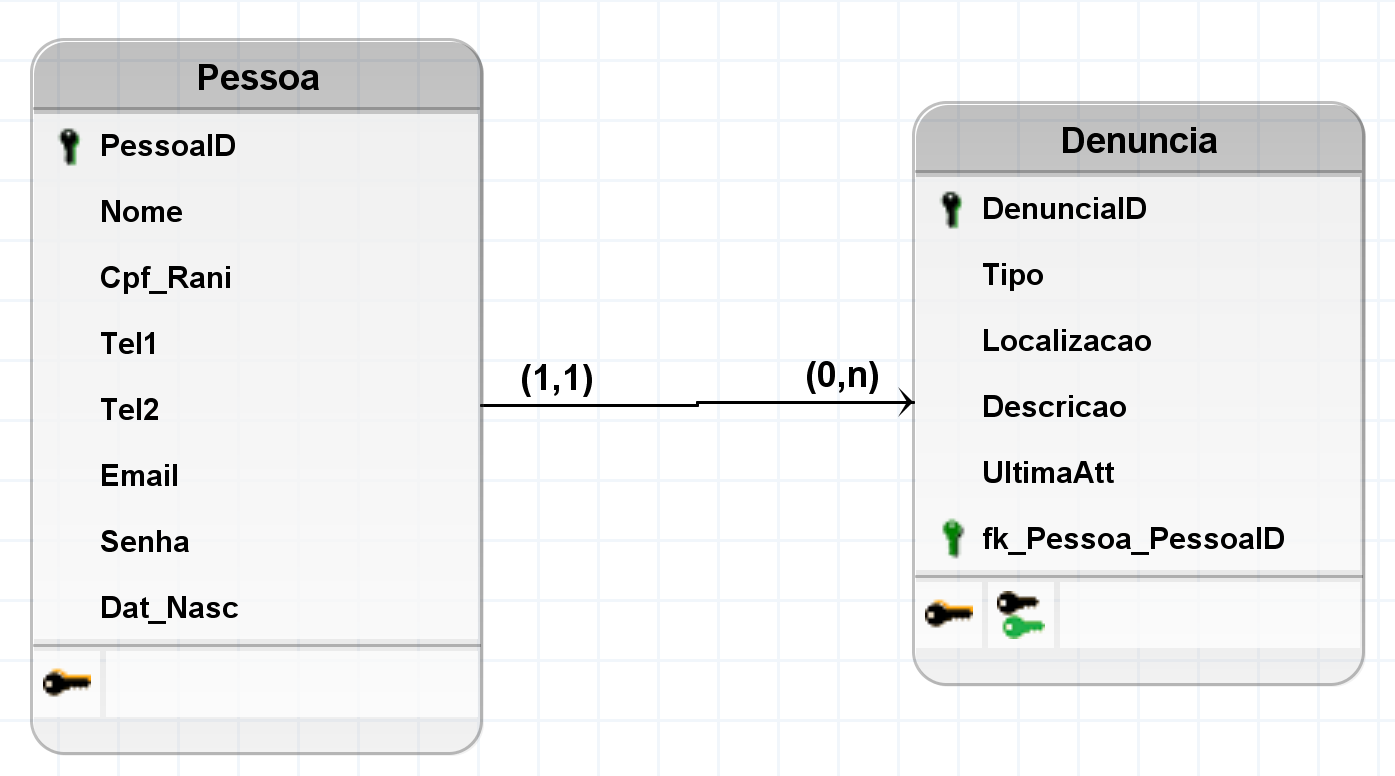 Pessoa
PessoaID
Nome
Cpf_Rani
Tel1
Tel2
Email
Senha
Dat_Nasc
(1,1)
(0,n)
Denuncia
DenunciaID
Tipo
Localizacao
Descricao
UltimaAtt
fk_Pessoa_PessoaID